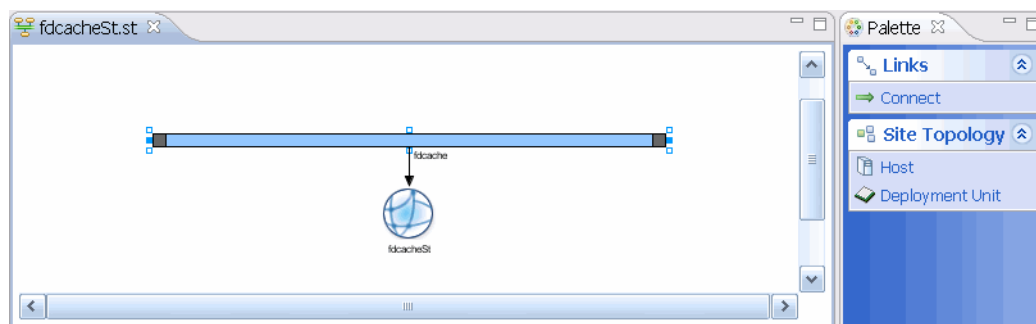 fdcacheSt.st
fdcache
fdcacheSt
Palette
Links
Connect
Site Topology
Host
Deployment Unit